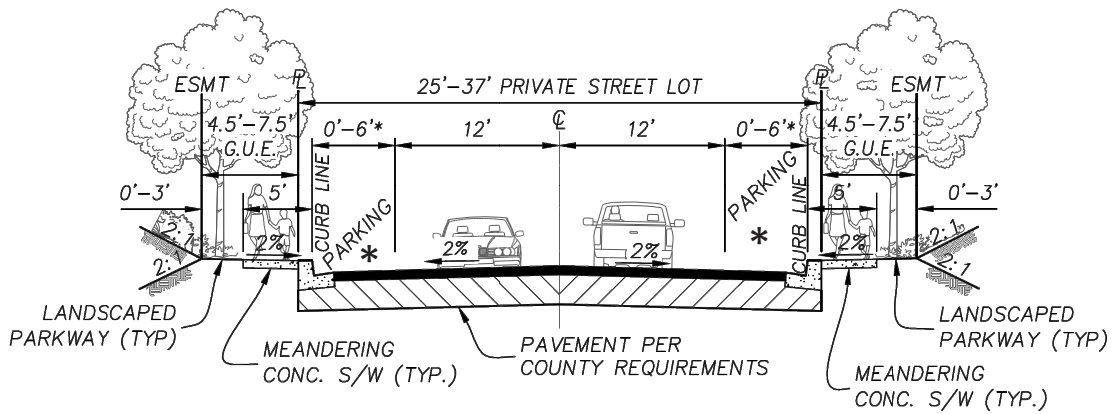 ESMT
PL
25'-37' PRIVATE STREET LOT
PL
ESMT
4.5'-7.5'
G.U.E.
0'-6'*
12'
CL
12'
0'-6'*
4.5'-7.5'
G.U.E.
0'-3'
5'
CURB LINE
PARKING
*
PARKING
*
CURB LINE
5'
0'-3'
2:1
2:1
2%
2%
2%
2%
2:1
2:1
LANDSCAPED
PARKWAY (TYP)
MEANDERING
CONC. S/W (TYP.)
PAVEMENT PER
COUNTY REQUIREMENTS
LANDSCAPED
PARKWAY (TYP)
MEANDERING
CONC. S/W (TYP.)